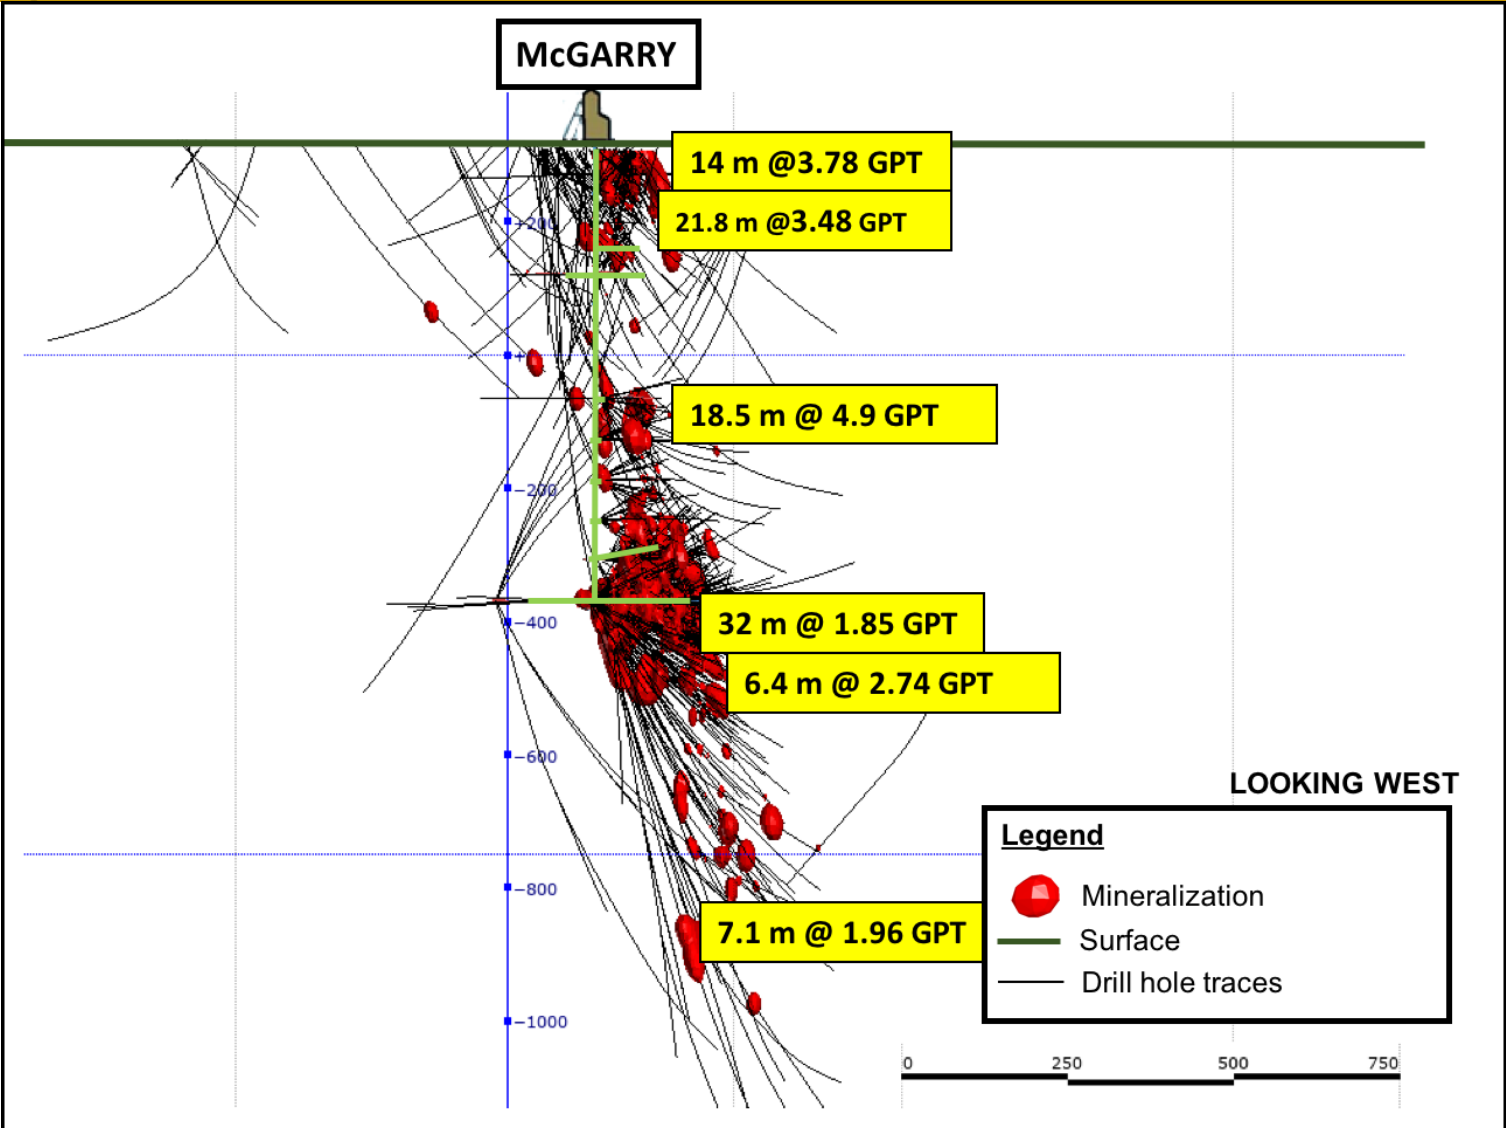 McGARRY
14 m @3.78 GPT
21.8 m @3.48 GPT
+200
+
18.5 m @ 4.9 GPT
−200
32 m @ 1.85 GPT
−400
6.4 m @ 2.74 GPT
−600
LOOKING WEST
Legend
Mineralization
−800
7.1 m @ 1.96 GPT
Surface
Drill hole traces
−1000
0 250 500 750